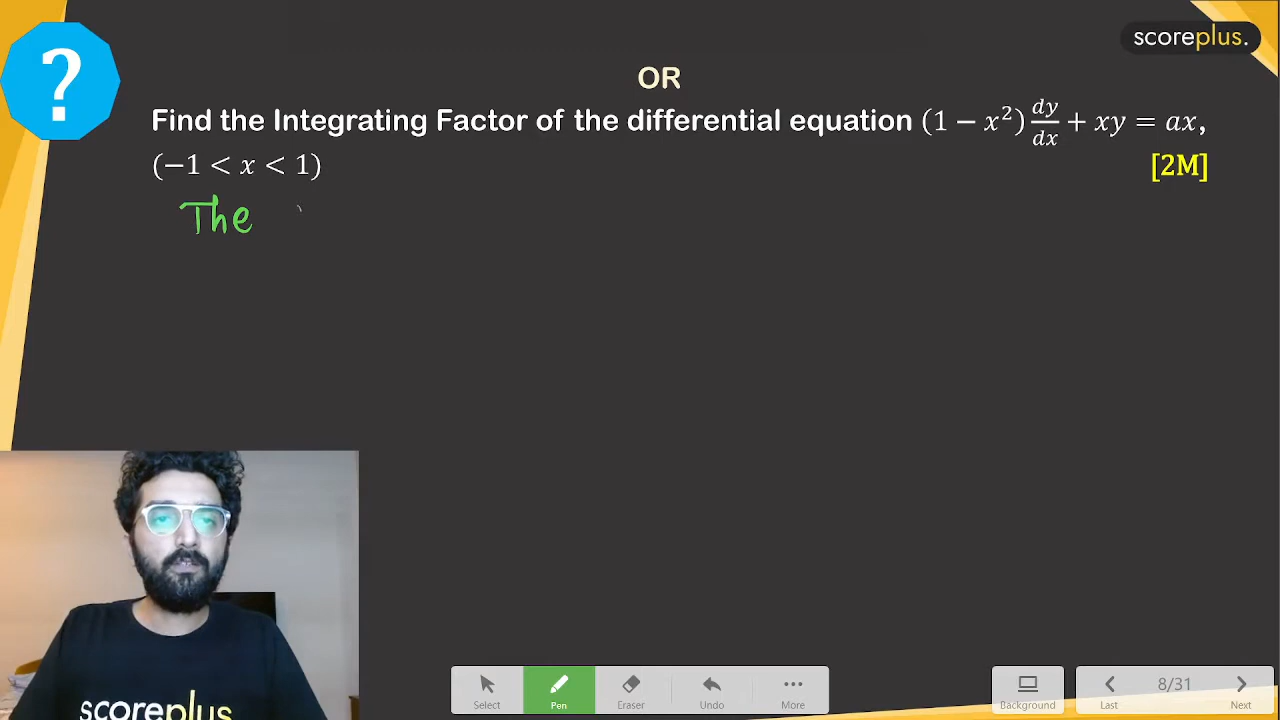 ?
scoreplus.
OR
Find the Integrating Factor of the differential equation (1 − x²) dy/dx + xy = ax,
(−1 < x < 1)
[2M]
The
scoreplus
Select
Pen
Eraser
Undo
More
Background
8/31
Last
Next